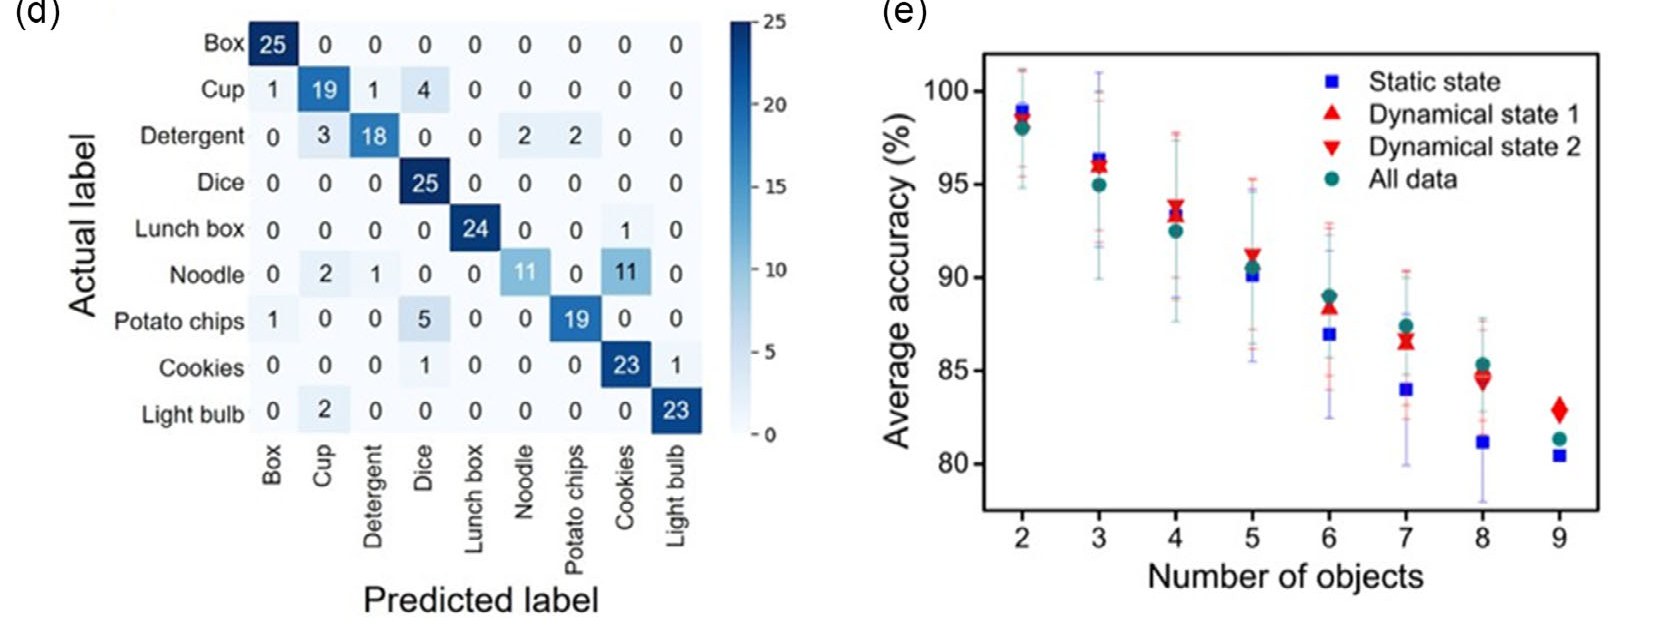 (d)
Actual label
Box 25 0 0 0 0 0 0 0 0
Cup 1 19 1 4 0 0 0 0 0
Detergent 0 3 18 0 0 2 2 0 0
Dice 0 0 0 25 0 0 0 0 0
Lunch box 0 0 0 0 24 0 0 1 0
Noodle 0 2 1 0 0 11 0 11 0
Potato chips 1 0 0 5 0 0 19 0 0
Cookies 0 0 0 1 0 0 0 23 1
Light bulb 0 2 0 0 0 0 0 0 23
Box
Cup
Detergent
Dice
Lunch box
Noodle
Potato chips
Cookies
Light bulb
Predicted label
25
20
15
10
5
0
(e)
Average accuracy (%)
100
95
90
85
80
Static state
Dynamical state 1
Dynamical state 2
All data
2 3 4 5 6 7 8 9
Number of objects